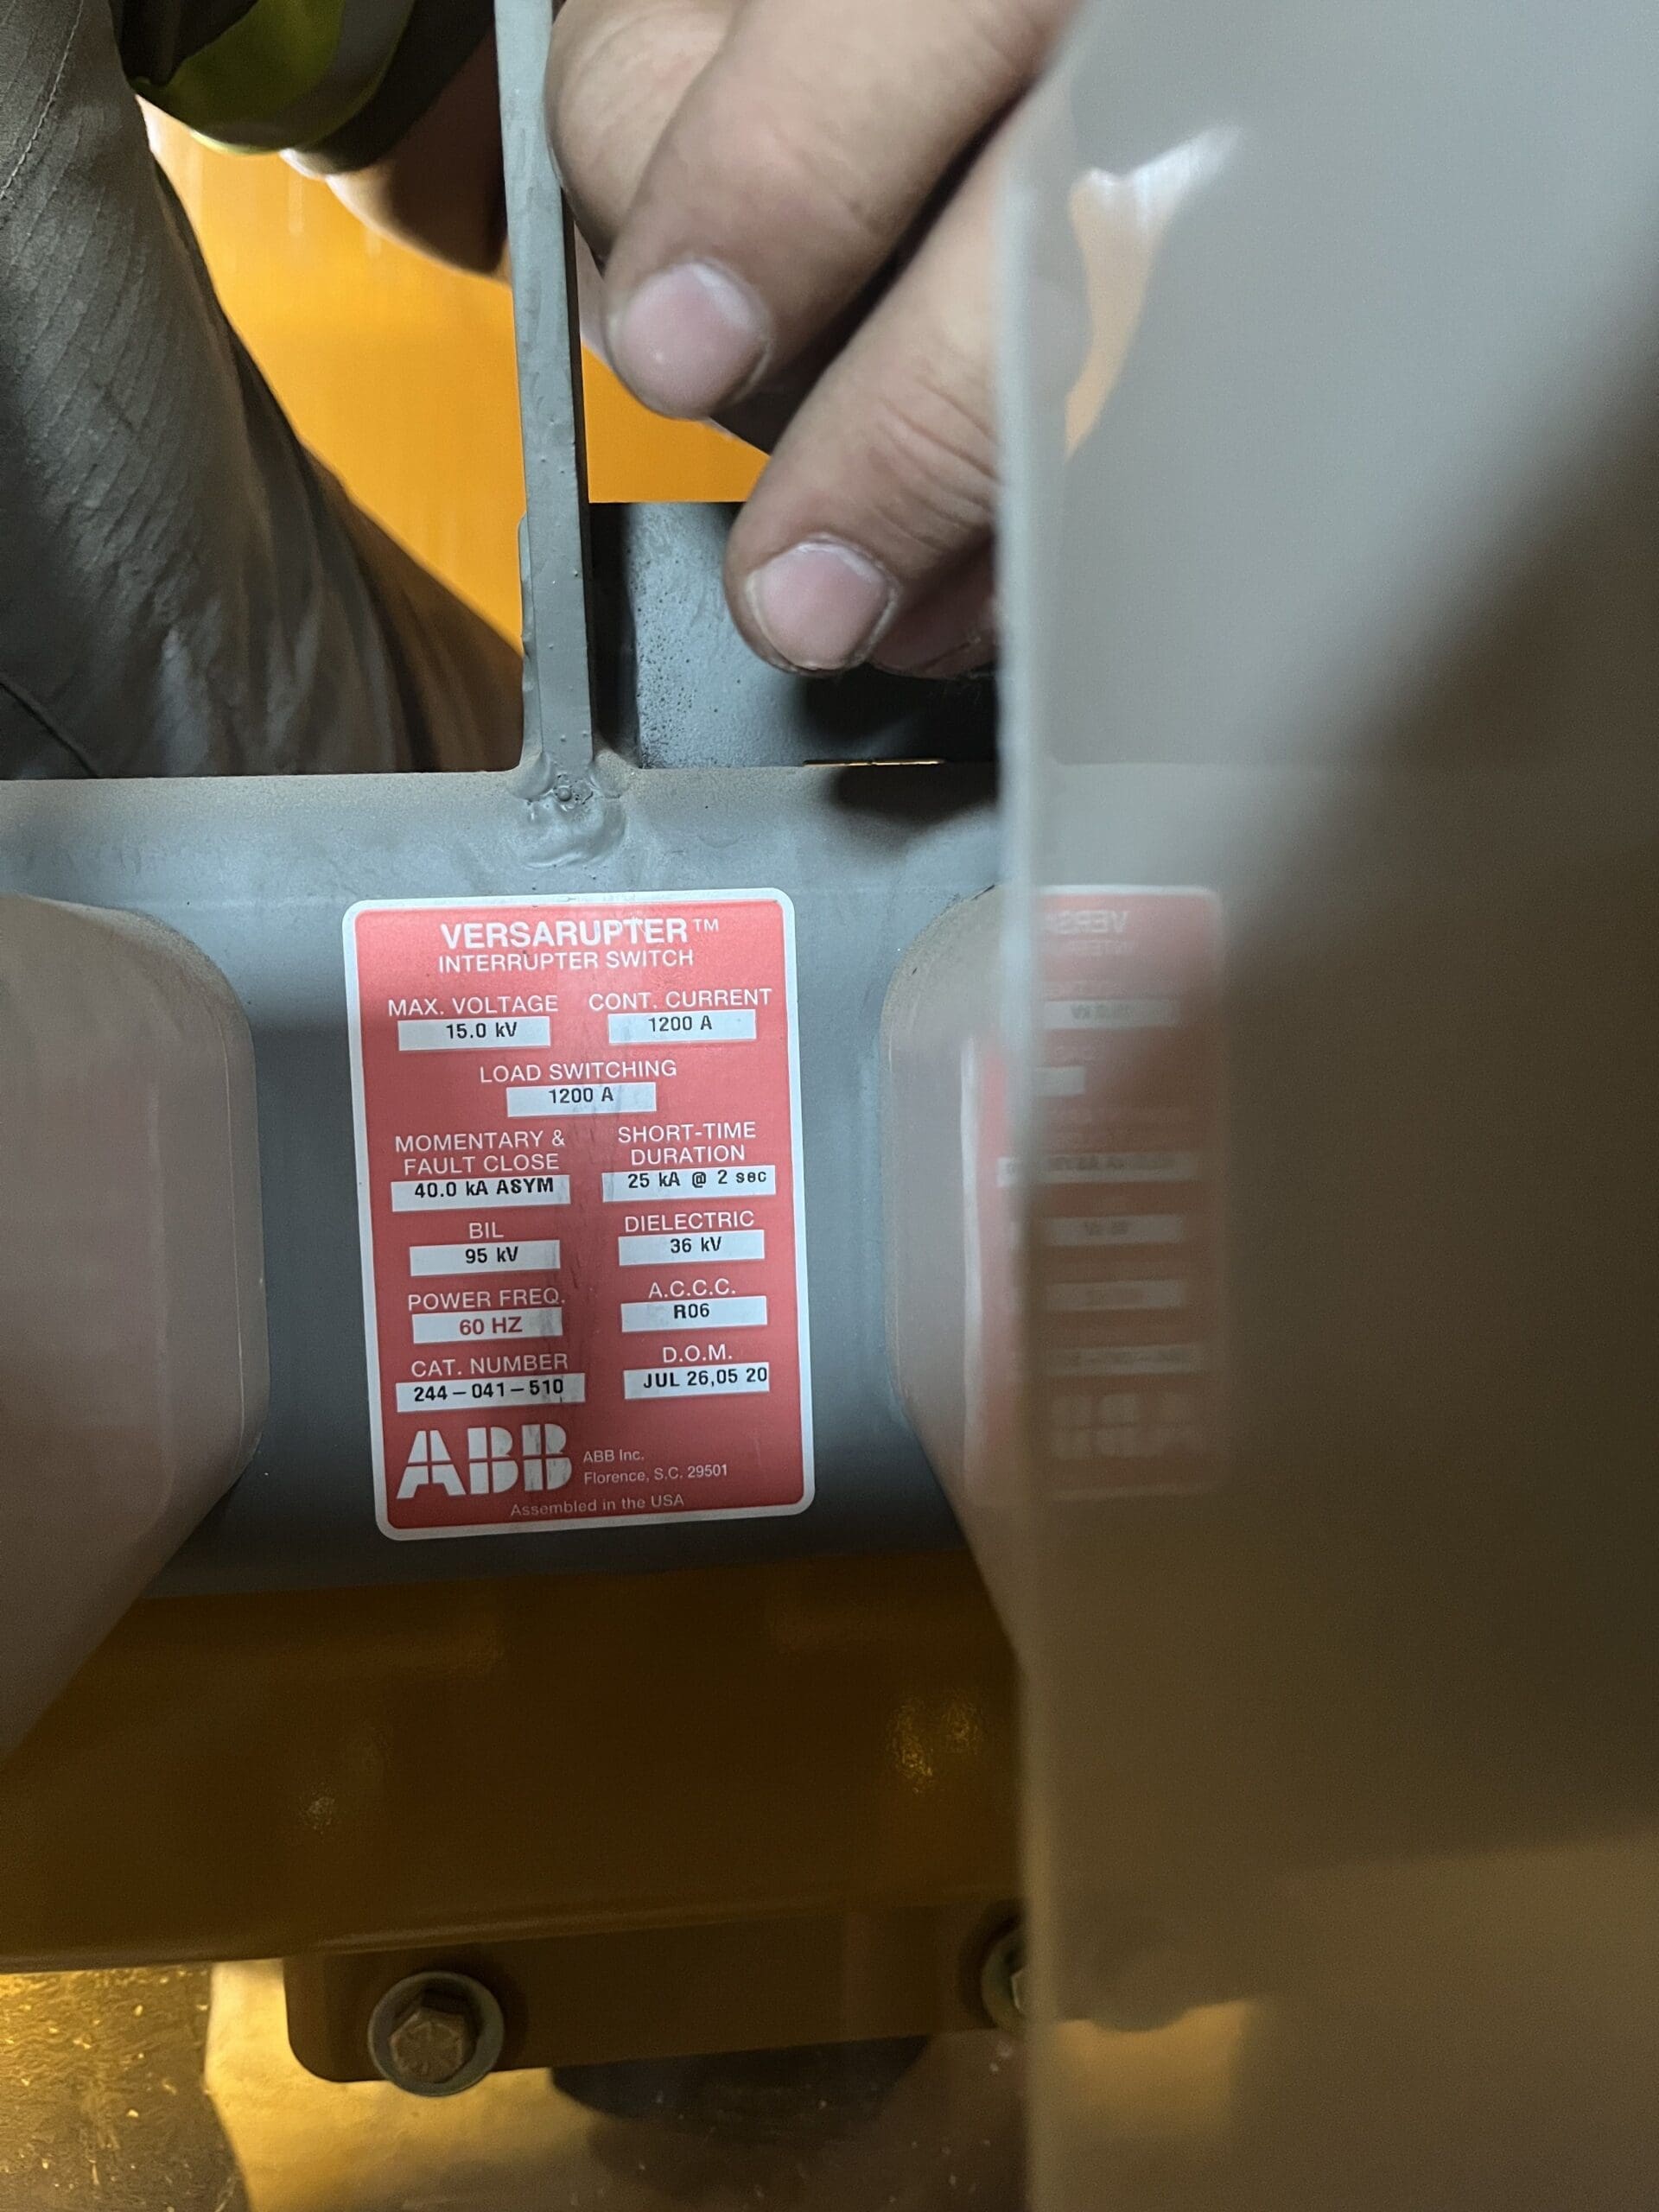 VERSARUPTER™
INTERRUPTER SWITCH
MAX. VOLTAGE CONT. CURRENT
15.0 kV 1200 A
LOAD SWITCHING
1200 A
MOMENTARY & SHORT-TIME
FAULT CLOSE DURATION
40.0 kA ASYM 25 kA @ 2 sec
BIL DIELECTRIC
95 kV 36 kV
POWER FREQ. A.C.C.C.
60 HZ R06
CAT. NUMBER D.O.M.
244-041-510 JUL 26,05 20
ABB ABB Inc.
Florence, S.C. 29501
Assembled in the USA